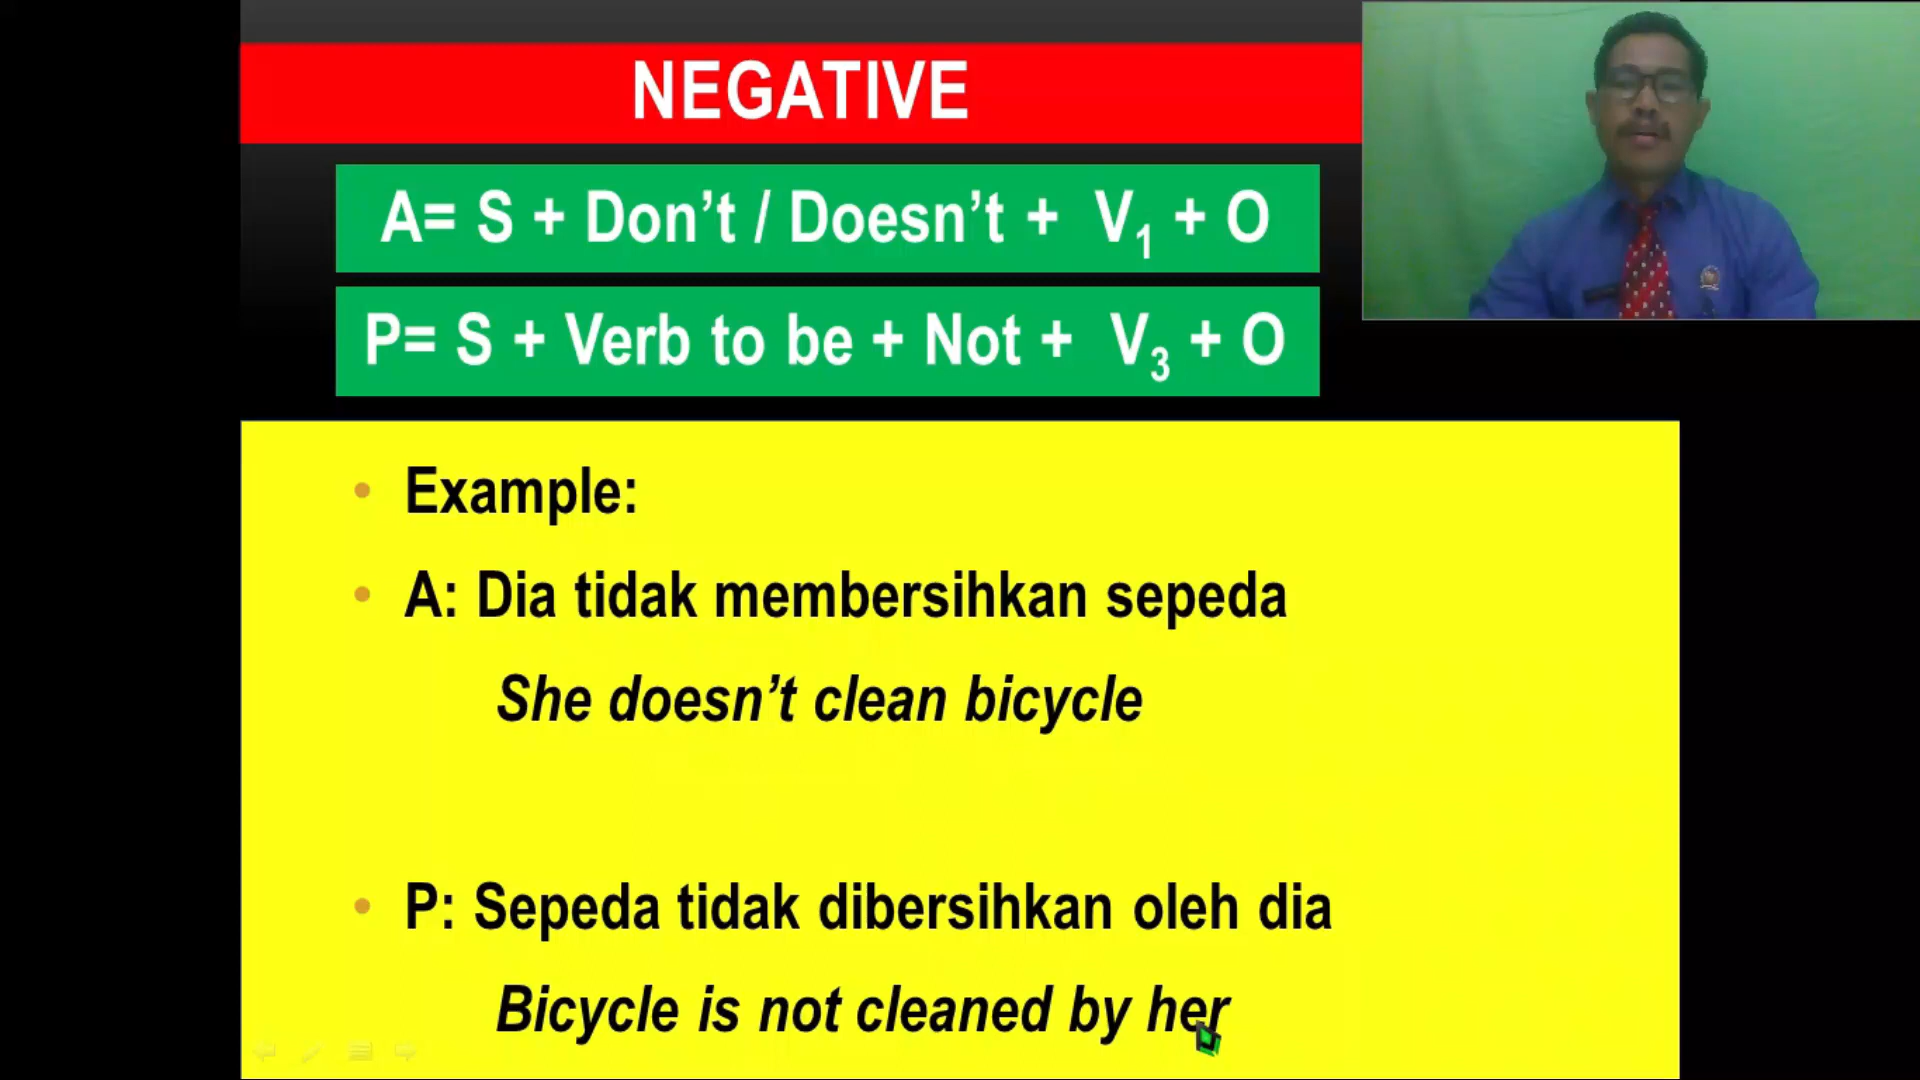 NEGATIVE
A= S + Don’t / Doesn’t + V₁ + O
P= S + Verb to be + Not + V₃ + O
• Example:
• A: Dia tidak membersihkan sepeda
She doesn’t clean bicycle
• P: Sepeda tidak dibersihkan oleh dia
Bicycle is not cleaned by her